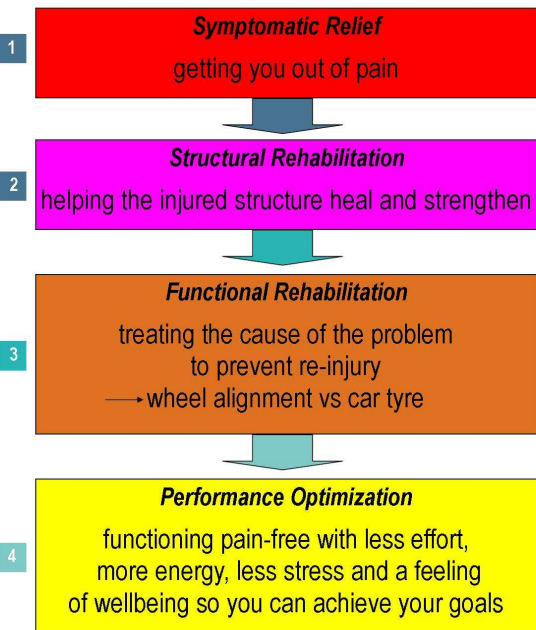 1
Symptomatic Relief
getting you out of pain
2
Structural Rehabilitation
helping the injured structure heal and strengthen
3
Functional Rehabilitation
treating the cause of the problem
to prevent re-injury
→ wheel alignment vs car tyre
4
Performance Optimization
functioning pain-free with less effort,
more energy, less stress and a feeling
of wellbeing so you can achieve your goals